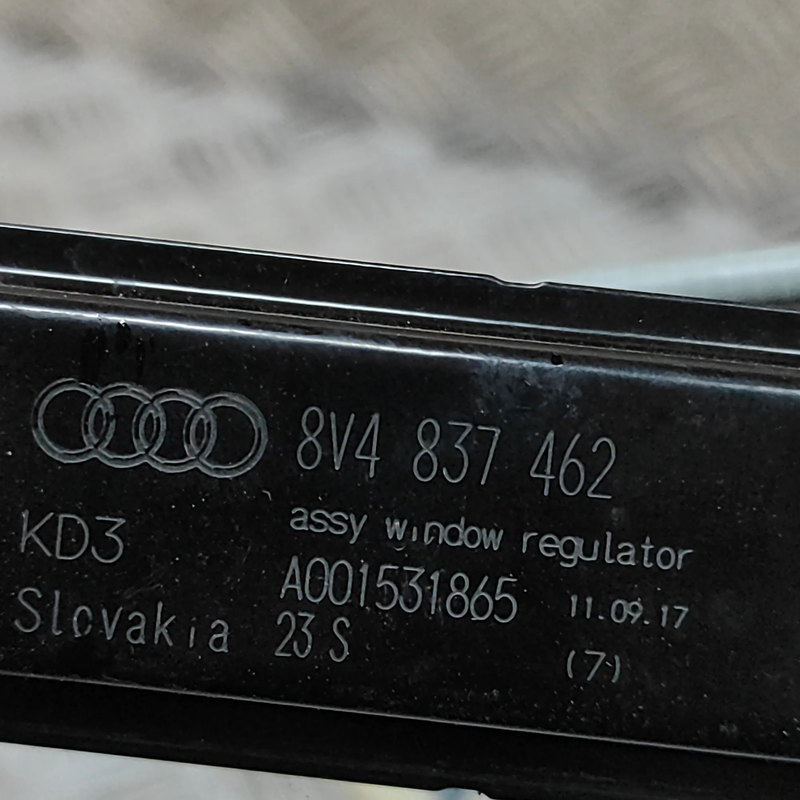 8V4 837 462
assy window regulator
KD3
A001531865 11.09.17
Slovakia 23 S
(7)